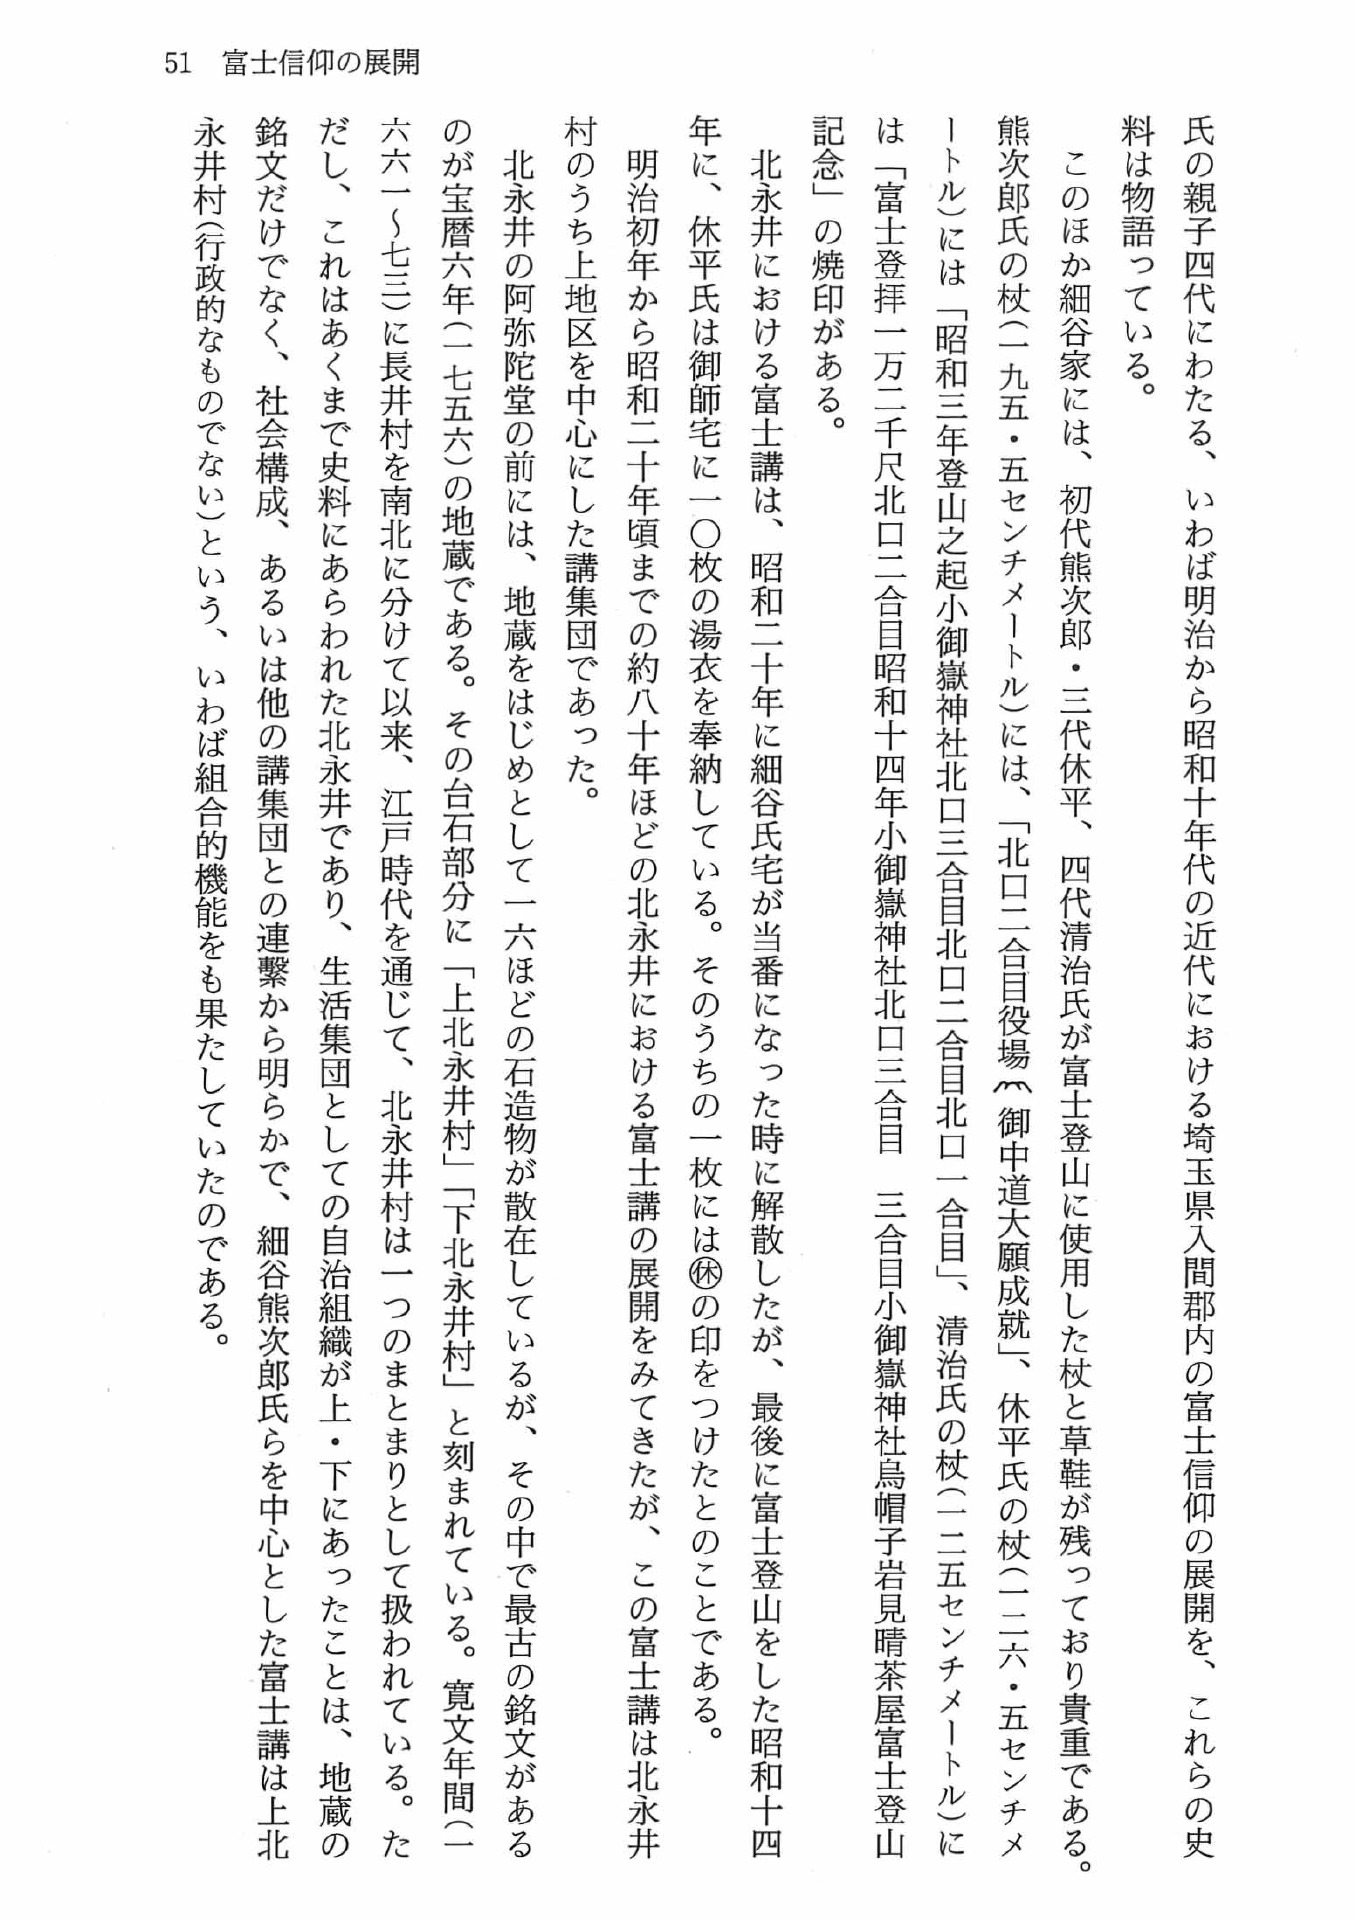 51 富士信仰の展開
氏の親子四代にわたる、いわば明治から昭和十年代の近代における埼玉県入間郡内の富士信仰の展開を、これらの史
料は物語っている。
このほか細谷家には、初代熊次郎・三代休平、四代清治氏が富士登山に使用した杖と草鞋が残っており貴重である。
熊次郎氏の杖(一九五・五センチメートル)には、「北口二合目役場 御中道大願成就」、休平氏の杖(一二六・五センチメ
ートル)には「昭和三年登山之起小御嶽神社北口三合目北口二合目北口一合目」、清治氏の杖(一二五センチメートル)に
は「富士登拝一万二千尺北口二合目昭和十四年小御嶽神社北口三合目 三合目小御嶽神社烏帽子岩見晴茶屋富士登山
記念」の焼印がある。
北永井における富士講は、昭和二十年に細谷氏宅が当番になった時に解散したが、最後に富士登山をした昭和十四
年に、休平氏は御師宅に一〇枚の湯衣を奉納している。そのうちの一枚には㊡の印をつけたとのことである。
明治初年から昭和二十年頃までの約八十年ほどの北永井における富士講の展開をみてきたが、この富士講は北永井
村のうち上地区を中心にした講集団であった。
北永井の阿弥陀堂の前には、地蔵をはじめとして一六ほどの石造物が散在しているが、その中で最古の銘文がある
のが宝暦六年(一七五六)の地蔵である。その台石部分に「上北永井村」「下北永井村」と刻まれている。寛文年間(一
六六一～七三)に長井村を南北に分けて以来、江戸時代を通じて、北永井村は一つのまとまりとして扱われている。た
だし、これはあくまで史料にあらわれた北永井であり、生活集団としての自治組織が上・下にあったことは、地蔵の
銘文だけでなく、社会構成、あるいは他の講集団との連繫から明らかで、細谷熊次郎氏らを中心とした富士講は上北
永井村(行政的なものでない)という、いわば組合的機能をも果たしていたのである。